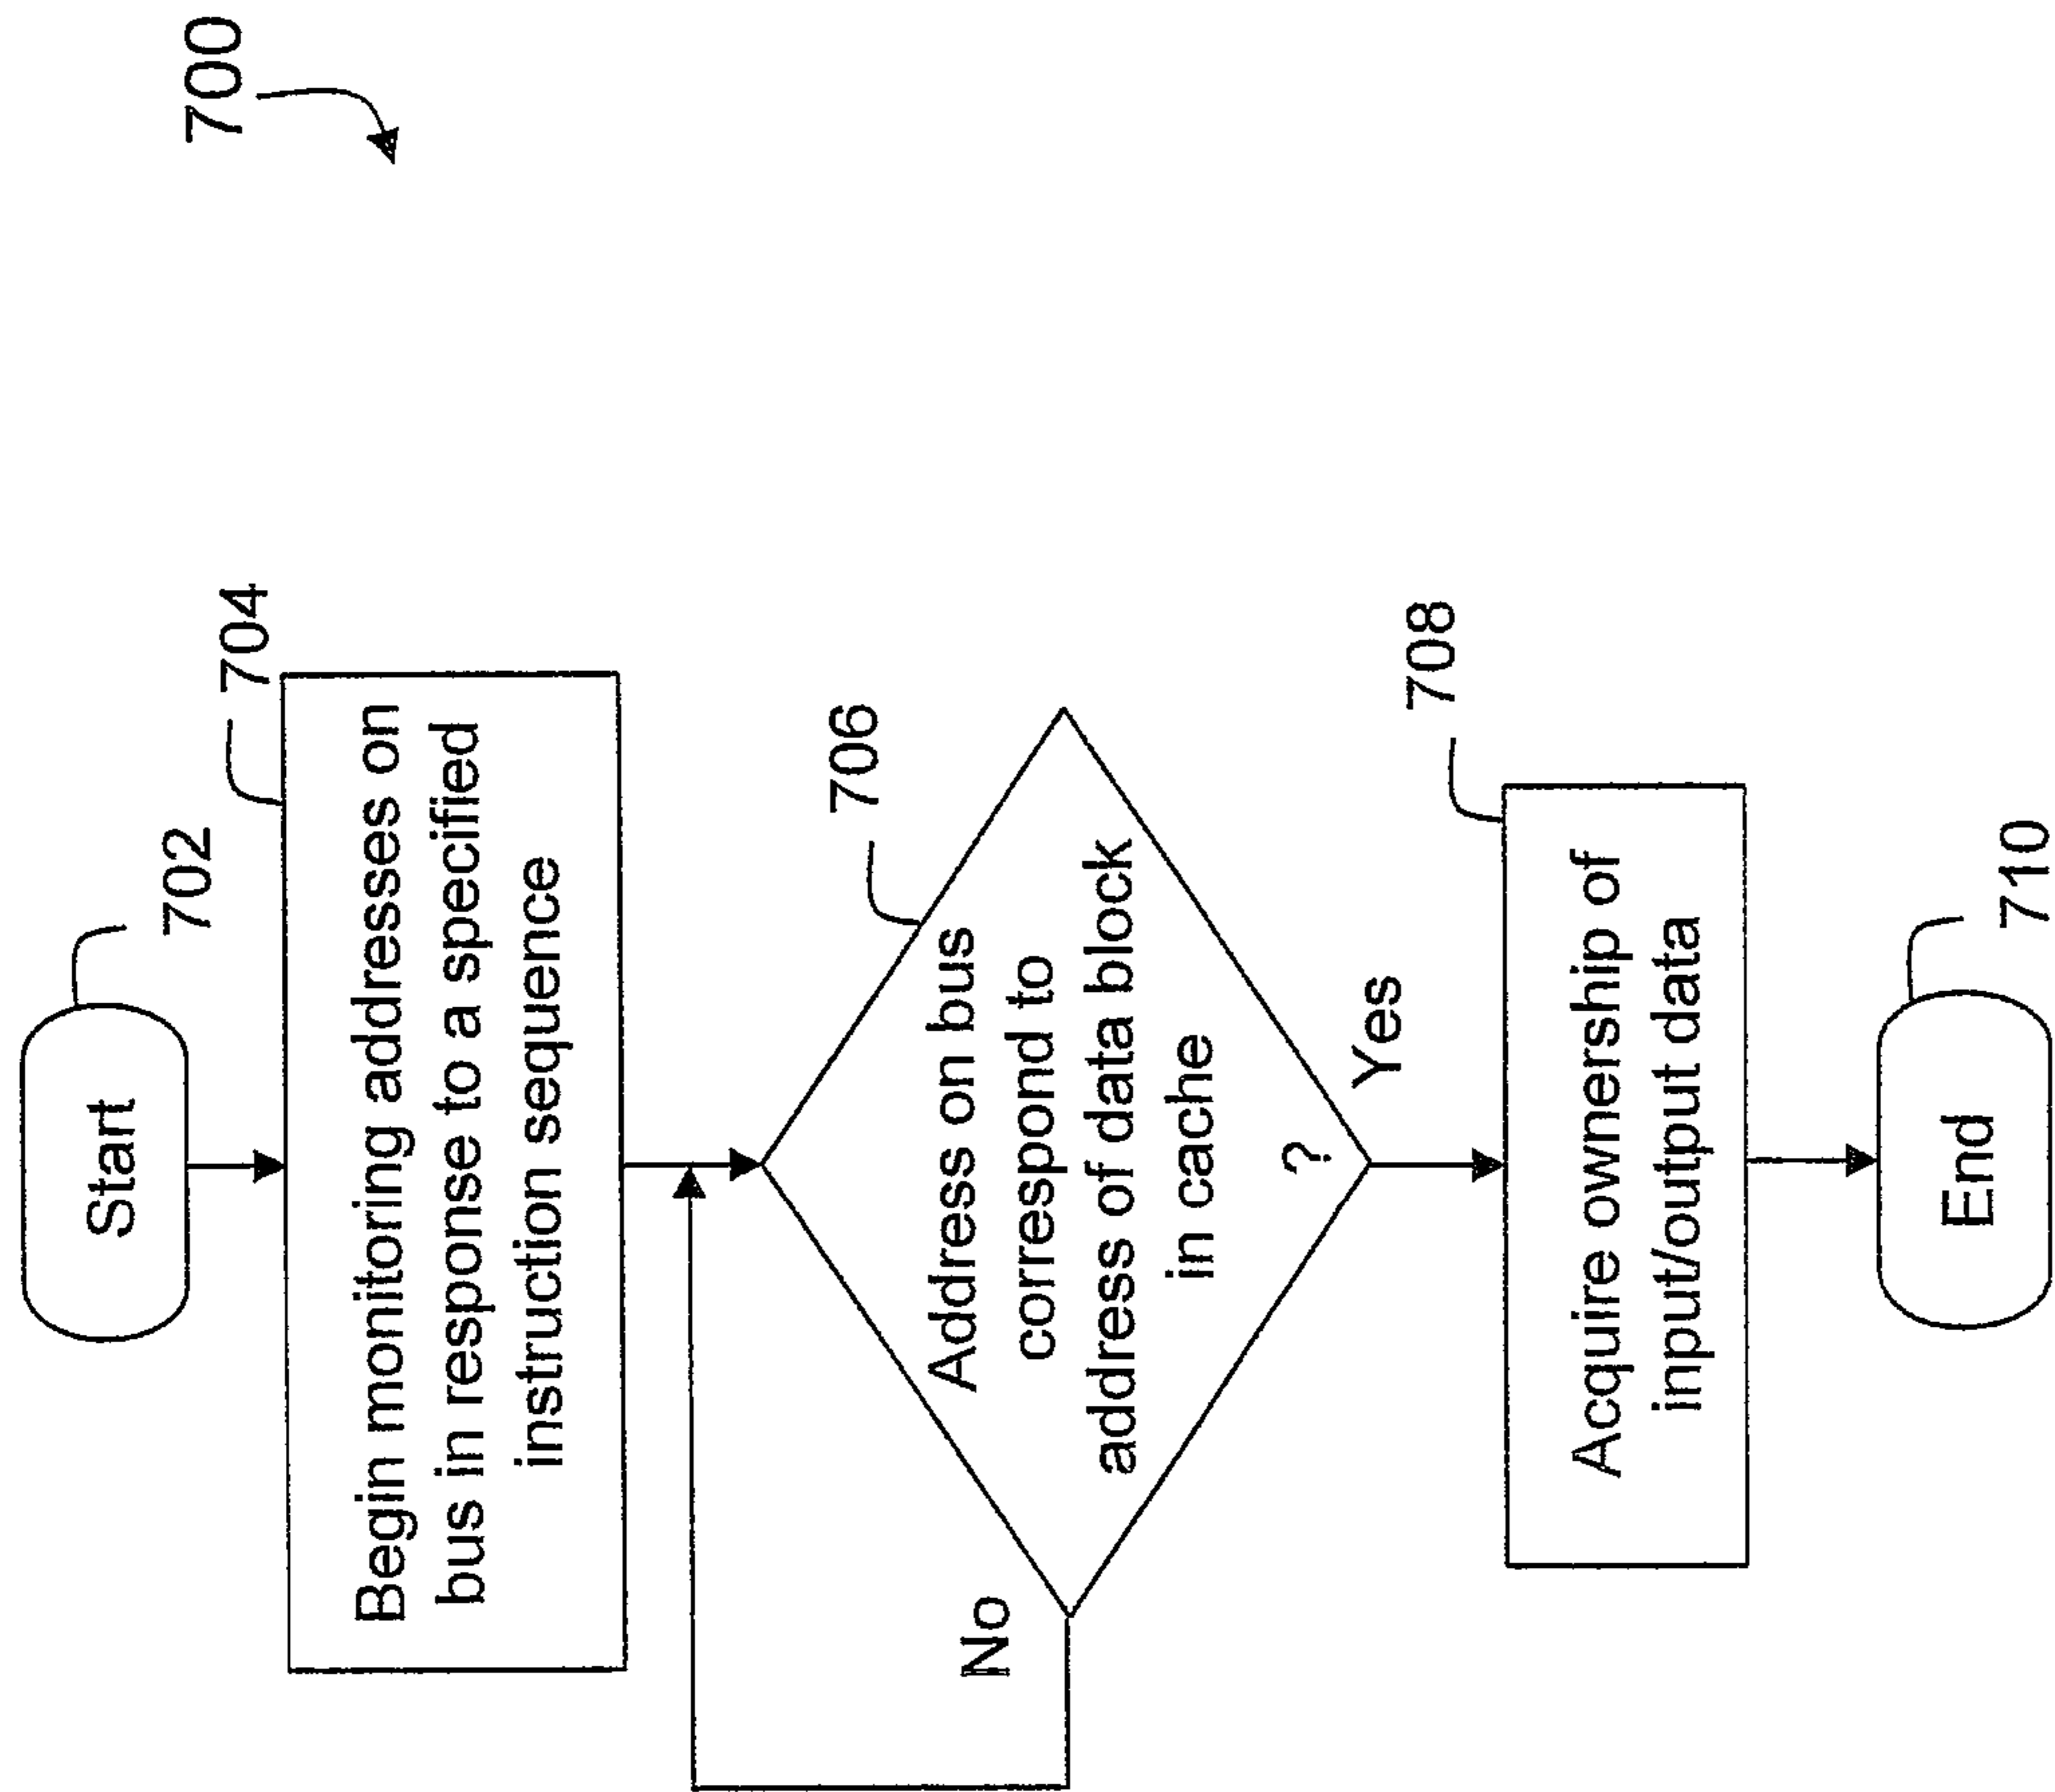 700
Start
702
704
Begin monitoring addresses on
bus in response to a specified
instruction sequence
706
Address on bus
correspond to
address of data block
in cache
?
No
Yes
708
Acquire ownership of
input/output data
End
710